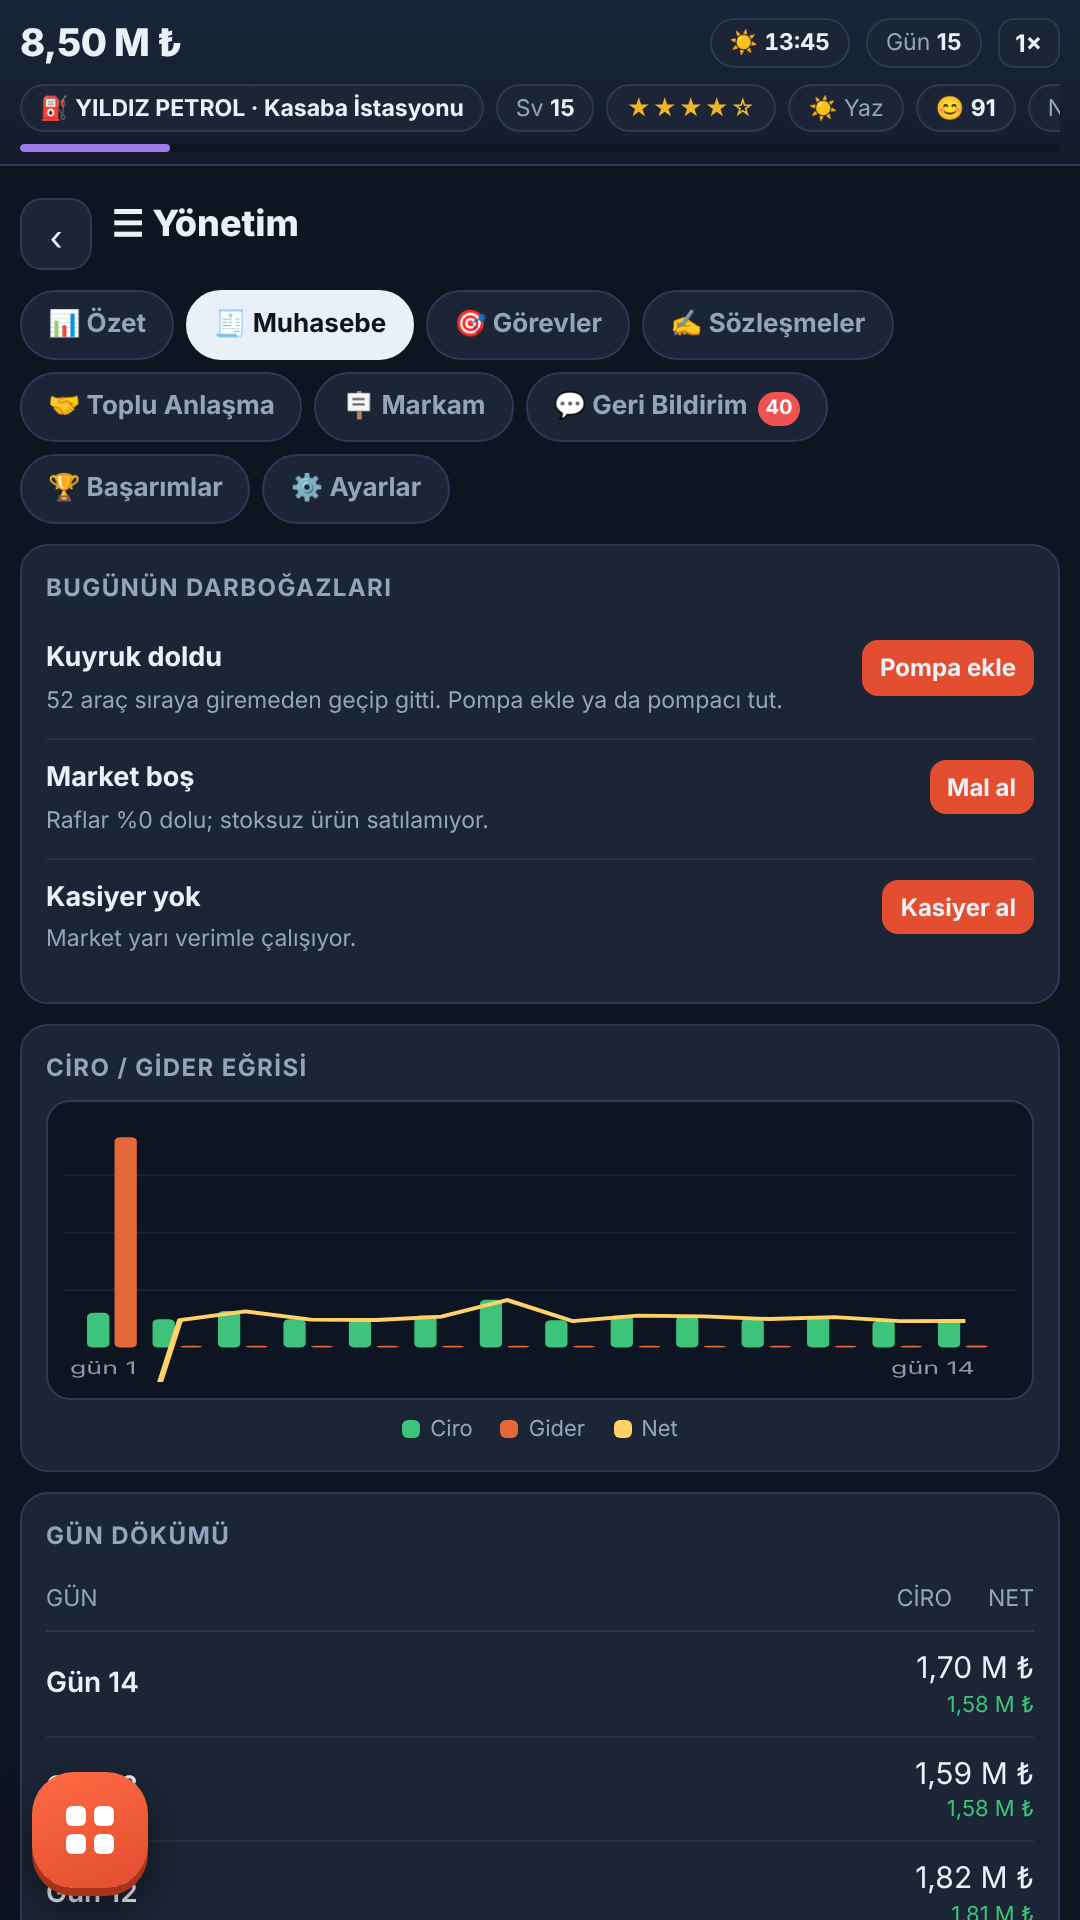 8,50 M ₺
☀️ 13:45
Gün 15
1×
⛽ YILDIZ PETROL · Kasaba İstasyonu
Sv 15
★★★★☆
☀️ Yaz
😊 91
‹
☰ Yönetim
📊 Özet
🧾 Muhasebe
🎯 Görevler
✍️ Sözleşmeler
🤝 Toplu Anlaşma
🪧 Markam
💬 Geri Bildirim 40
🏆 Başarımlar
⚙️ Ayarlar
BUGÜNÜN DARBOĞAZLARI
Kuyruk doldu
52 araç sıraya giremeden geçip gitti. Pompa ekle ya da pompacı tut.
Pompa ekle
Market boş
Raflar %0 dolu; stoksuz ürün satılamıyor.
Mal al
Kasiyer yok
Market yarı verimle çalışıyor.
Kasiyer al
CİRO / GİDER EĞRİSİ
gün 1
gün 14
Ciro
Gider
Net
GÜN DÖKÜMÜ
GÜN
CİRO
NET
Gün 14
1,70 M ₺
1,58 M ₺
1,59 M ₺
1,58 M ₺
Gün 12
1,82 M ₺
1,81 M ₺